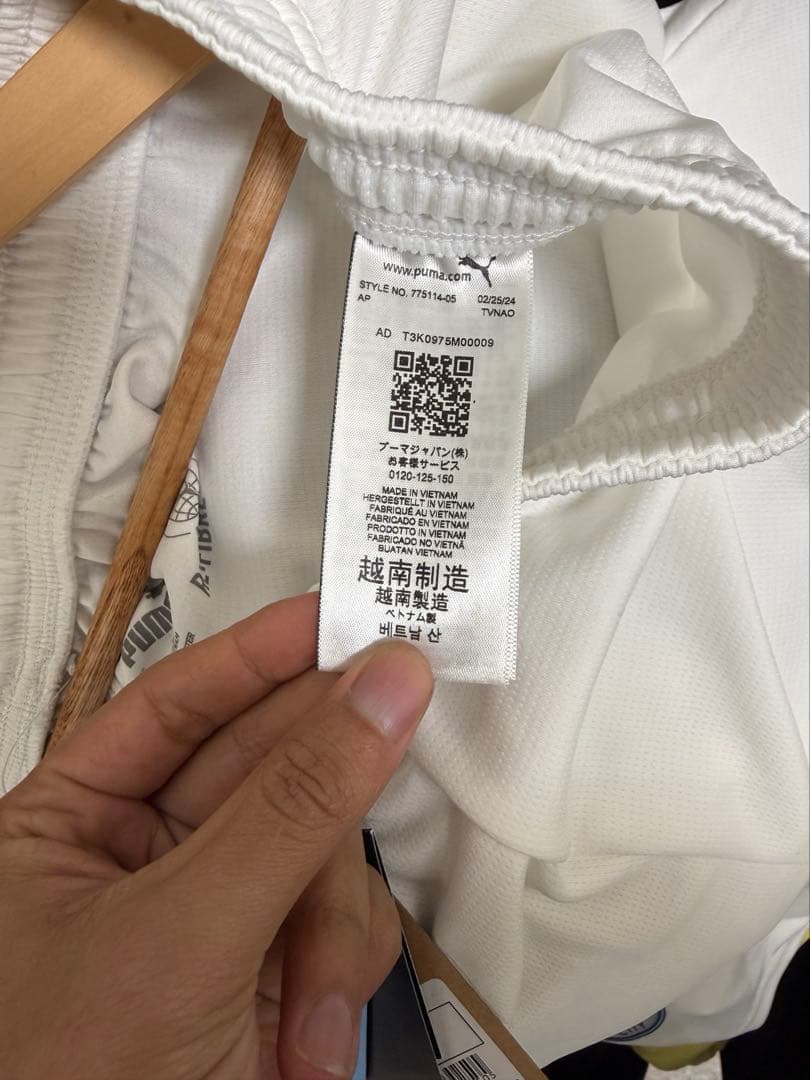 www.puma.com
STYLE NO. 775114-05 02/25/24
AP TVNAO
AD T3K0975M00009
プーマジャパン(株)
お客様サービス
0120-125-150
MADE IN VIETNAM
HERGESTELLT IN VIETNAM
FABRIQUÉ AU VIETNAM
FABRICADO EN VIETNAM
PRODOTTO IN VIETNAM
FABRICADO NO VIETNÃ
BUATAN VIETNAM
越南制造
越南製造
ベトナム製
베트남 산
PUMA